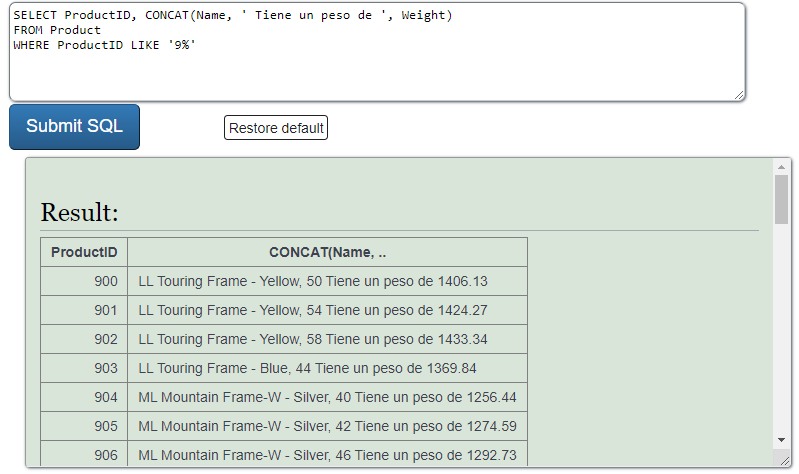 SELECT ProductID, CONCAT(Name, ' Tiene un peso de ', Weight)
FROM Product
WHERE ProductID LIKE '9%'
Submit SQL Restore default
Result:
ProductID CONCAT(Name, ..
900 LL Touring Frame - Yellow, 50 Tiene un peso de 1406.13
901 LL Touring Frame - Yellow, 54 Tiene un peso de 1424.27
902 LL Touring Frame - Yellow, 58 Tiene un peso de 1433.34
903 LL Touring Frame - Blue, 44 Tiene un peso de 1369.84
904 ML Mountain Frame-W - Silver, 40 Tiene un peso de 1256.44
905 ML Mountain Frame-W - Silver, 42 Tiene un peso de 1274.59
906 ML Mountain Frame-W - Silver, 46 Tiene un peso de 1292.73